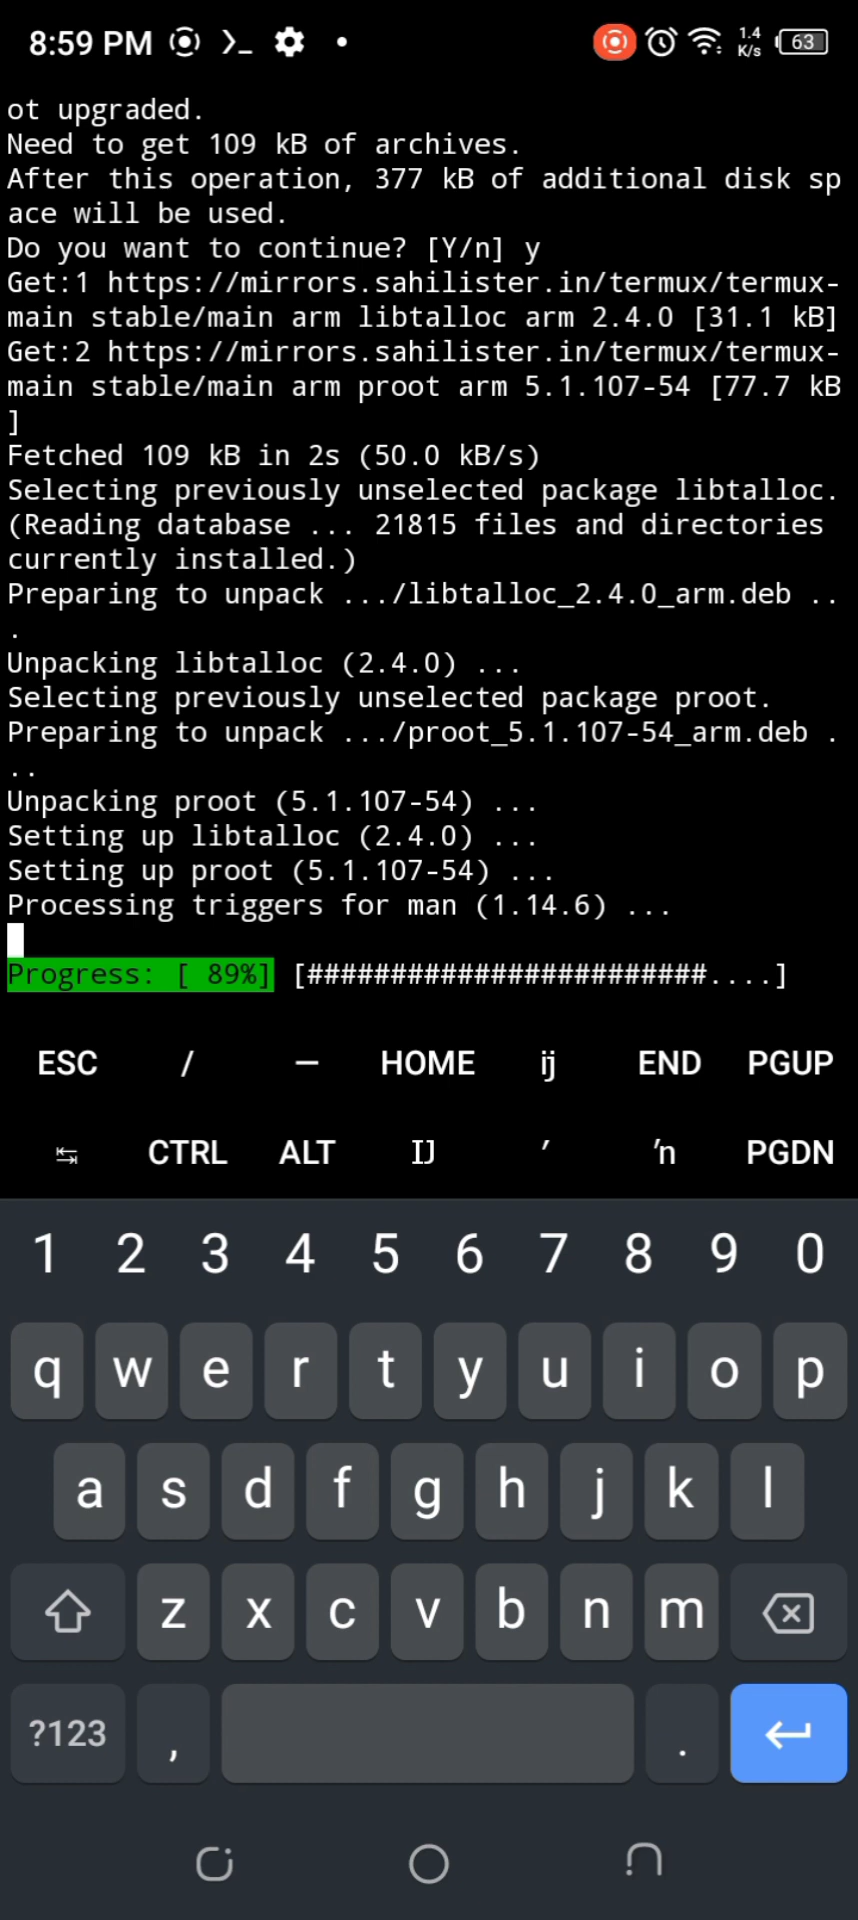 8:59 PM
1.4
K/s
63
ot upgraded.
Need to get 109 kB of archives.
After this operation, 377 kB of additional disk sp
ace will be used.
Do you want to continue? [Y/n] y
Get:1 https://mirrors.sahilister.in/termux/termux-
main stable/main arm libtalloc arm 2.4.0 [31.1 kB]
Get:2 https://mirrors.sahilister.in/termux/termux-
main stable/main arm proot arm 5.1.107-54 [77.7 kB
]
Fetched 109 kB in 2s (50.0 kB/s)
Selecting previously unselected package libtalloc.
(Reading database ... 21815 files and directories
currently installed.)
Preparing to unpack .../libtalloc_2.4.0_arm.deb ..
.
Unpacking libtalloc (2.4.0) ...
Selecting previously unselected package proot.
Preparing to unpack .../proot_5.1.107-54_arm.deb .
..
Unpacking proot (5.1.107-54) ...
Setting up libtalloc (2.4.0) ...
Setting up proot (5.1.107-54) ...
Processing triggers for man (1.14.6) ...
Progress: [ 89%] [########################....]
ESC / — HOME ĳ END PGUP
↹ CTRL ALT Ĳ ′ ŉ PGDN
1 2 3 4 5 6 7 8 9 0
q w e r t y u i o p
a s d f g h j k l
z x c v b n m
?123 , .